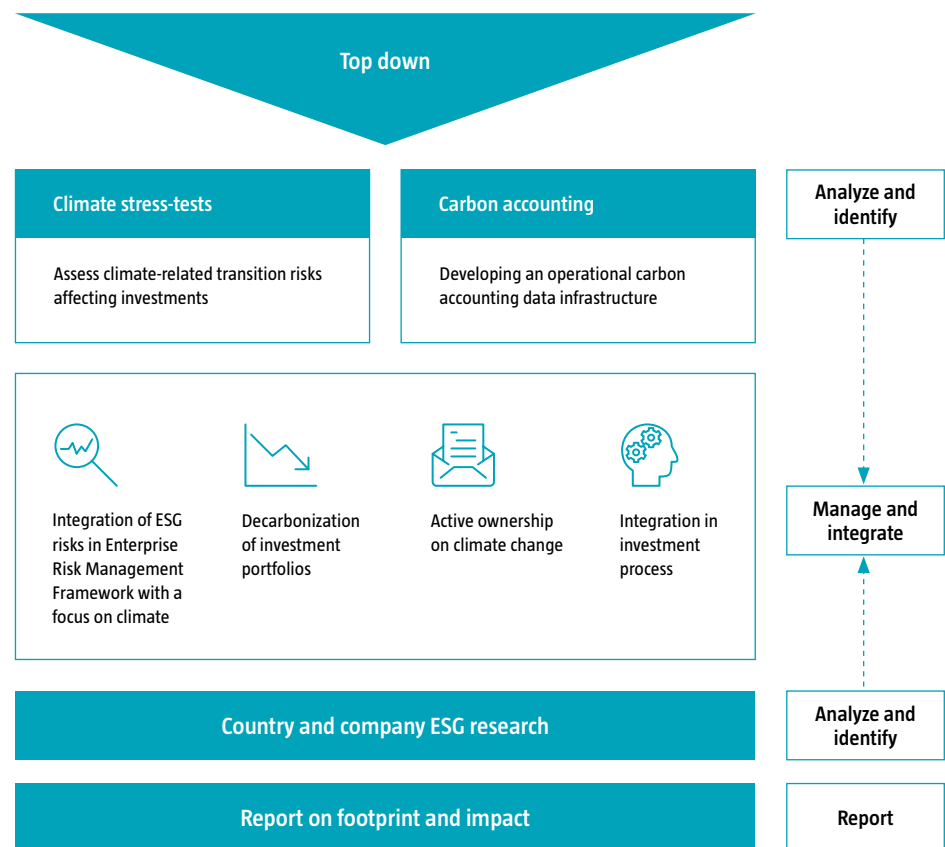 Top down
Climate stress-tests
Assess climate-related transition risks
affecting investments
Carbon accounting
Developing an operational carbon
accounting data infrastructure
Analyze and
identify
Integration of ESG
risks in Enterprise
Risk Management
Framework with a
focus on climate
Decarbonization
of investment
portfolios
Active ownership
on climate change
Integration in
investment
process
Manage and
integrate
Country and company ESG research
Analyze and
identify
Report on footprint and impact
Report